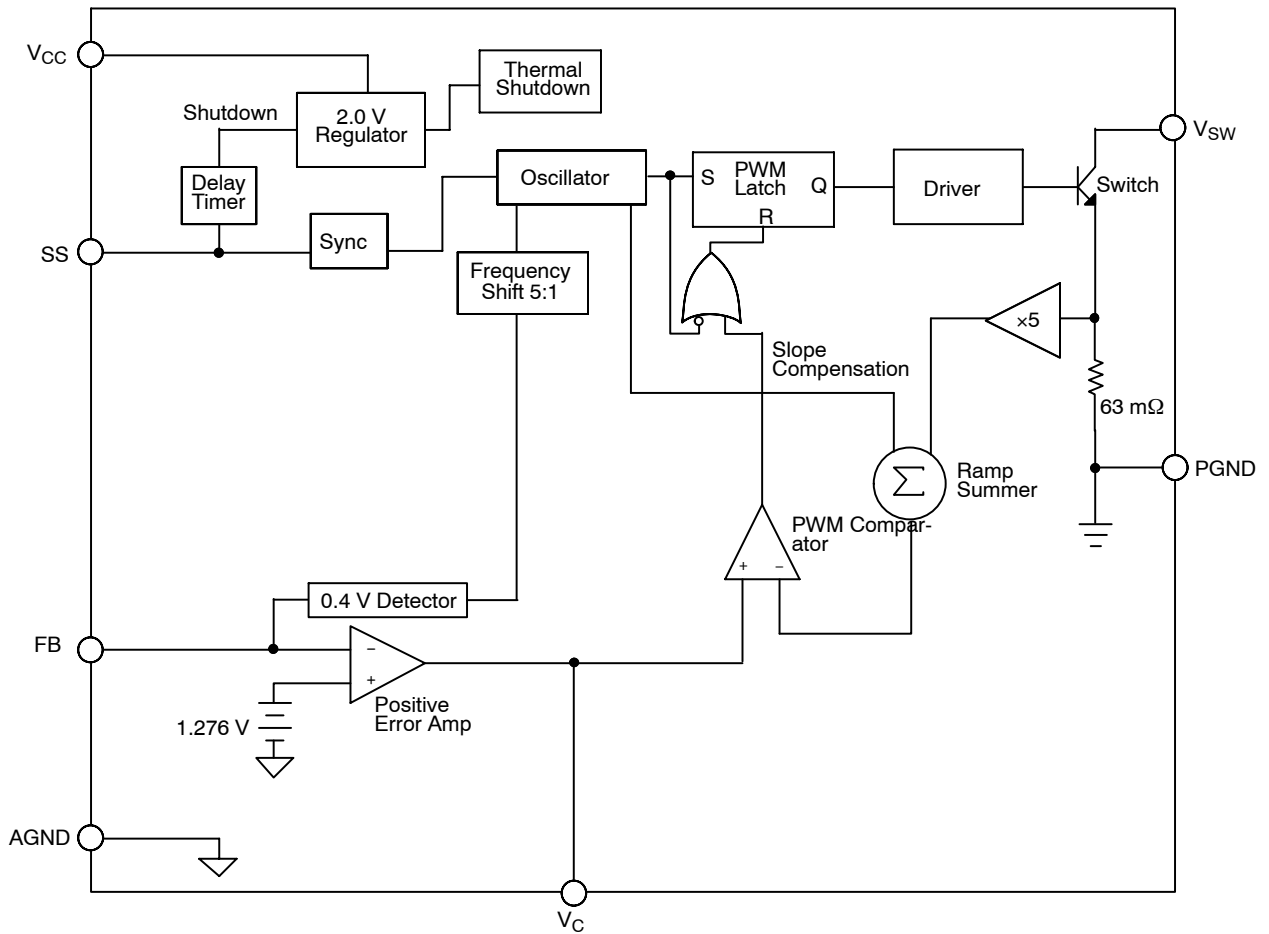 VCC
Thermal
Shutdown
Shutdown
2.0 V
Regulator
VSW
Delay
Timer
Oscillator
S
PWM
Latch
Q
R
Driver
Switch
SS
Sync
Frequency
Shift 5:1
×5
Slope
Compensation
63 mΩ
Σ
Ramp
Summer
PGND
PWM Compar-
ator
+
−
0.4 V Detector
FB
−
+
Positive
Error Amp
1.276 V
AGND
VC